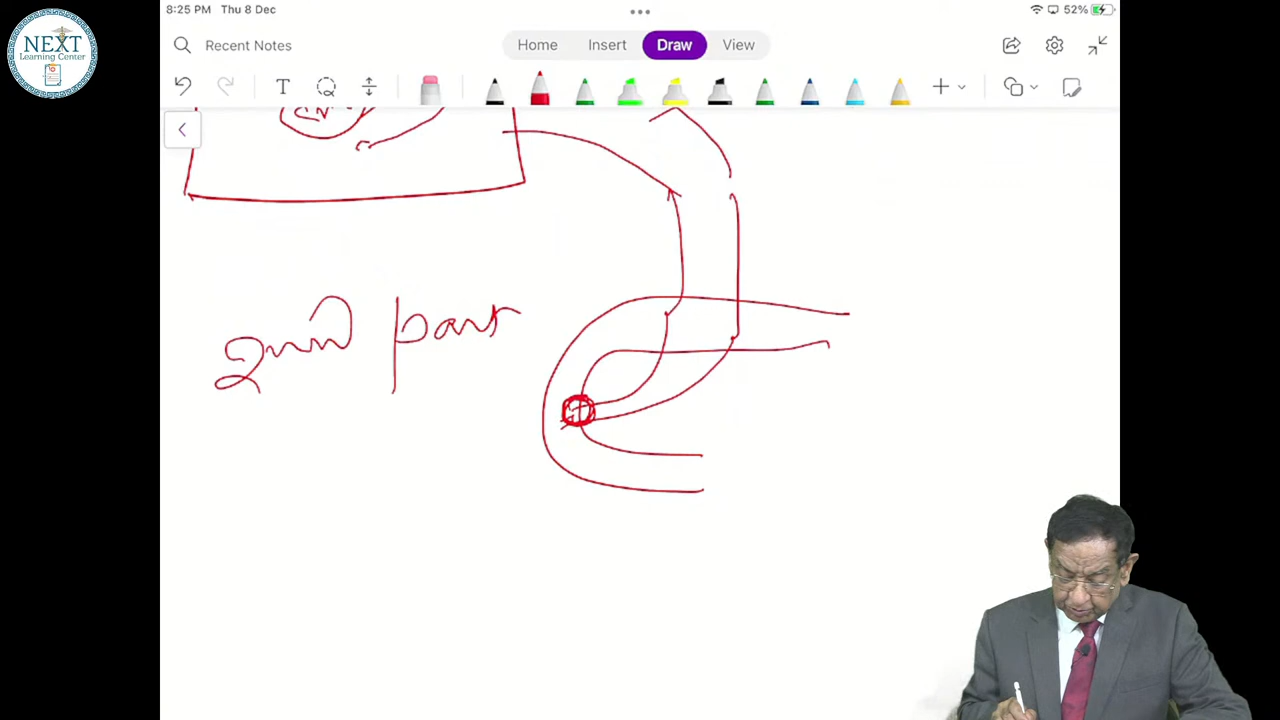 8:25 PM Thu 8 Dec
52%
NEXT
Learning Center
Recent Notes
Home Insert Draw View
T
2nd part